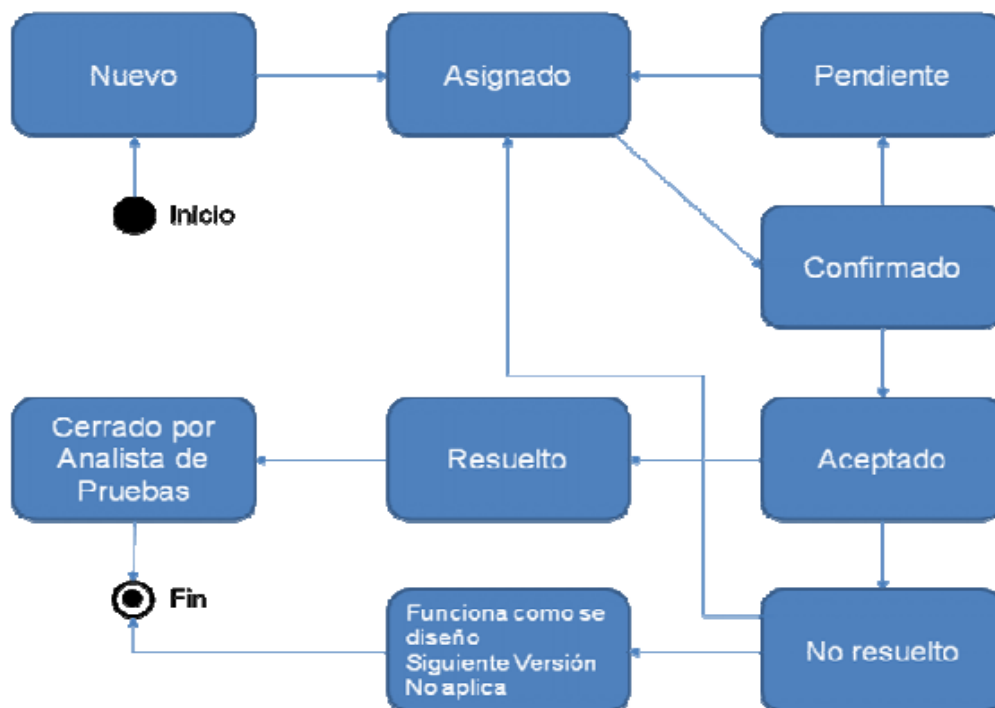 Nuevo
Asignado
Pendiente
Inicio
Confirmado
Cerrado por
Analista de
Pruebas
Resuelto
Aceptado
Fin
Funciona como se
diseño
Siguiente Versión
No aplica
No resuelto